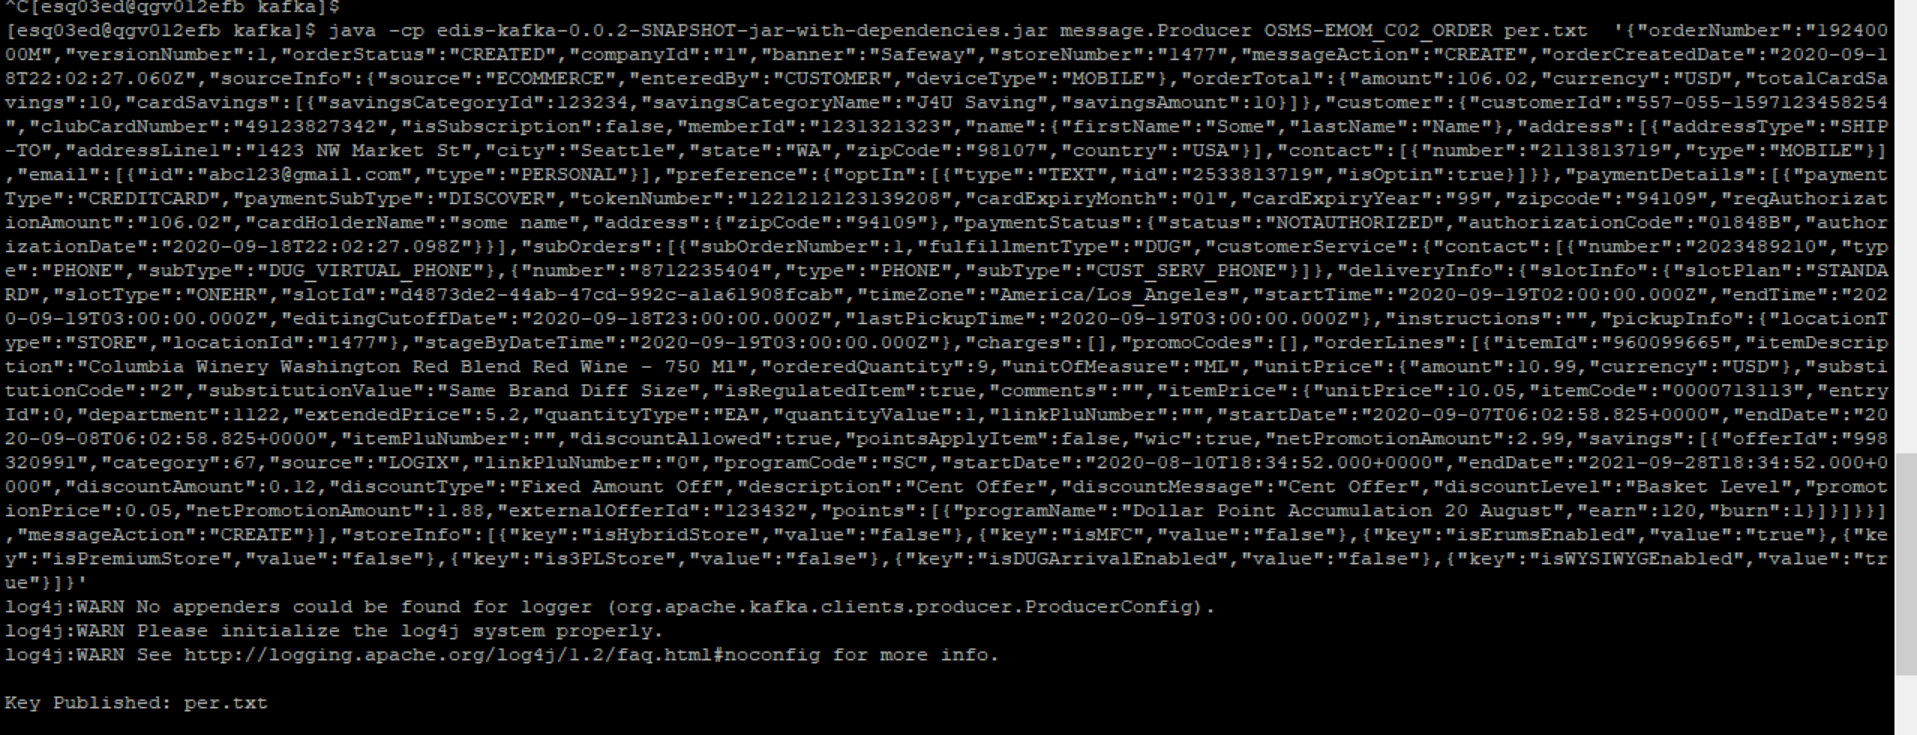 ^C[esq03ed@qgv012efb kafka]$
[esq03ed@qgv012efb kafka]$ java -cp edis-kafka-0.0.2-SNAPSHOT-jar-with-dependencies.jar message.Producer OSMS-EMOM_C02_ORDER per.txt  '{"orderNumber":"192400
00M","versionNumber":1,"orderStatus":"CREATED","companyId":"1","banner":"Safeway","storeNumber":"1477","messageAction":"CREATE","orderCreatedDate":"2020-09-1
8T22:02:27.060Z","sourceInfo":{"source":"ECOMMERCE","enteredBy":"CUSTOMER","deviceType":"MOBILE"},"orderTotal":{"amount":106.02,"currency":"USD","totalCardSa
vings":10,"cardSavings":[{"savingsCategoryId":123234,"savingsCategoryName":"J4U Saving","savingsAmount":10}]},"customer":{"customerId":"557-055-1597123458254
","clubCardNumber":"49123827342","isSubscription":false,"memberId":"1231321323","name":{"firstName":"Some","lastName":"Name"},"address":[{"addressType":"SHIP
-TO","addressLine1":"1423 NW Market St","city":"Seattle","state":"WA","zipCode":"98107","country":"USA"}],"contact":[{"number":"2113813719","type":"MOBILE"}]
,"email":[{"id":"abc123@gmail.com","type":"PERSONAL"}],"preference":{"optIn":[{"type":"TEXT","id":"2533813719","isOptin":true}]}},"paymentDetails":[{"payment
Type":"CREDITCARD","paymentSubType":"DISCOVER","tokenNumber":"1221212123139208","cardExpiryMonth":"01","cardExpiryYear":"99","zipcode":"94109","reqAuthorizat
ionAmount":"106.02","cardHolderName":"some name","address":{"zipCode":"94109"},"paymentStatus":{"status":"NOTAUTHORIZED","authorizationCode":"01848B","author
izationDate":"2020-09-18T22:02:27.098Z"}}],"subOrders":[{"subOrderNumber":1,"fulfillmentType":"DUG","customerService":{"contact":[{"number":"2023489210","typ
e":"PHONE","subType":"DUG_VIRTUAL_PHONE"},{"number":"8712235404","type":"PHONE","subType":"CUST_SERV_PHONE"}]},"deliveryInfo":{"slotInfo":{"slotPlan":"STANDA
RD","slotType":"ONEHR","slotId":"d4873de2-44ab-47cd-992c-a1a61908fcab","timeZone":"America/Los_Angeles","startTime":"2020-09-19T02:00:00.000Z","endTime":"202
0-09-19T03:00:00.000Z","editingCutoffDate":"2020-09-18T23:00:00.000Z","lastPickupTime":"2020-09-19T03:00:00.000Z"},"instructions":"","pickupInfo":{"locationT
ype":"STORE","locationId":"1477"},"stageByDateTime":"2020-09-19T03:00:00.000Z"},"charges":[],"promoCodes":[],"orderLines":[{"itemId":"960099665","itemDescrip
tion":"Columbia Winery Washington Red Blend Red Wine - 750 Ml","orderedQuantity":9,"unitOfMeasure":"ML","unitPrice":{"amount":10.99,"currency":"USD"},"substi
tutionCode":"2","substitutionValue":"Same Brand Diff Size","isRegulatedItem":true,"comments":"","itemPrice":{"unitPrice":10.05,"itemCode":"0000713113","entry
Id":0,"department":1122,"extendedPrice":5.2,"quantityType":"EA","quantityValue":1,"linkPluNumber":"","startDate":"2020-09-07T06:02:58.825+0000","endDate":"20
20-09-08T06:02:58.825+0000","itemPluNumber":"","discountAllowed":true,"pointsApplyItem":false,"wic":true,"netPromotionAmount":2.99,"savings":[{"offerId":"998
320991","category":67,"source":"LOGIX","linkPluNumber":"0","programCode":"SC","startDate":"2020-08-10T18:34:52.000+0000","endDate":"2021-09-28T18:34:52.000+0
000","discountAmount":0.12,"discountType":"Fixed Amount Off","description":"Cent Offer","discountMessage":"Cent Offer","discountLevel":"Basket Level","promot
ionPrice":0.05,"netPromotionAmount":1.88,"externalOfferId":"123432","points":[{"programName":"Dollar Point Accumulation 20 August","earn":120,"burn":1}]}]}}]
,"messageAction":"CREATE"}],"storeInfo":[{"key":"isHybridStore","value":"false"},{"key":"isMFC","value":"false"},{"key":"isErumsEnabled","value":"true"},{"ke
y":"isPremiumStore","value":"false"},{"key":"is3PLStore","value":"false"},{"key":"isDUGArrivalEnabled","value":"false"},{"key":"isWYSIWYGEnabled","value":"tr
ue"}]}'
log4j:WARN No appenders could be found for logger (org.apache.kafka.clients.producer.ProducerConfig).
log4j:WARN Please initialize the log4j system properly.
log4j:WARN See http://logging.apache.org/log4j/1.2/faq.html#noconfig for more info.
Key Published: per.txt